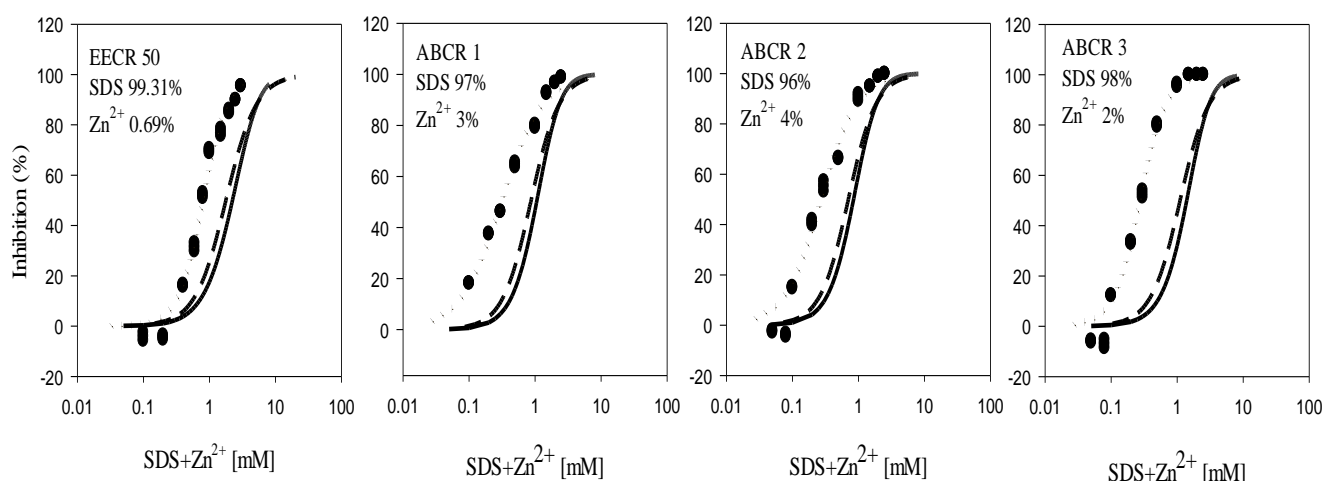 120
100
80
60
40
20
0
-20
0.01 0.1 1 10 100
Inhibition (%)
SDS+Zn²⁺ [mM]
EECR 50
SDS 99.31%
Zn²⁺ 0.69%
120
100
80
60
40
20
0
0.01 0.1 1 10 100
SDS+Zn²⁺ [mM]
ABCR 1
SDS 97%
Zn²⁺ 3%
120
100
80
60
40
20
0
-20
0.01 0.1 1 10 100
SDS+Zn²⁺ [mM]
ABCR 2
SDS 96%
Zn²⁺ 4%
120
100
80
60
40
20
0
-20
0.01 0.1 1 10 100
SDS+Zn²⁺ [mM]
ABCR 3
SDS 98%
Zn²⁺ 2%